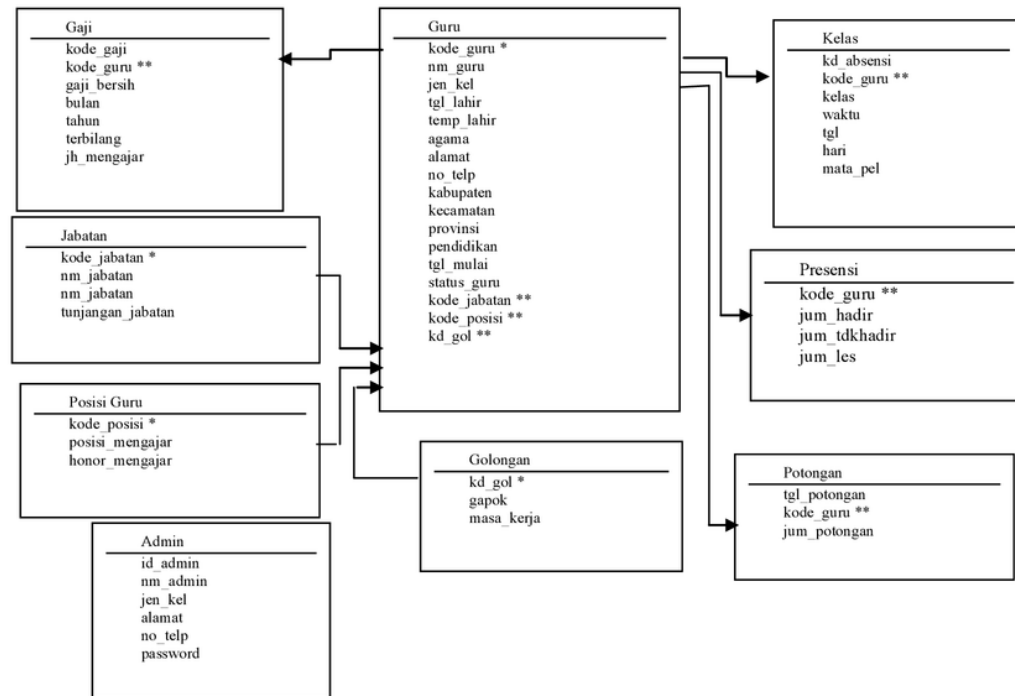 Gaji
kode_gaji
kode_guru **
gaji_bersih
bulan
tahun
terbilang
jh_mengajar
Jabatan
kode_jabatan *
nm_jabatan
nm_jabatan
tunjangan_jabatan
Posisi Guru
kode_posisi *
posisi_mengajar
honor_mengajar
Admin
id_admin
nm_admin
jen_kel
alamat
no_telp
password
Guru
kode_guru *
nm_guru
jen_kel
tgl_lahir
temp_lahir
agama
alamat
no_telp
kabupaten
kecamatan
provinsi
pendidikan
tgl_mulai
status_guru
kode_jabatan **
kode_posisi **
kd_gol **
Golongan
kd_gol *
gapok
masa_kerja
Kelas
kd_absensi
kode_guru **
kelas
waktu
tgl
hari
mata_pel
Presensi
kode_guru **
jum_hadir
jum_tdkhadir
jum_les
Potongan
tgl_potongan
kode_guru **
jum_potongan